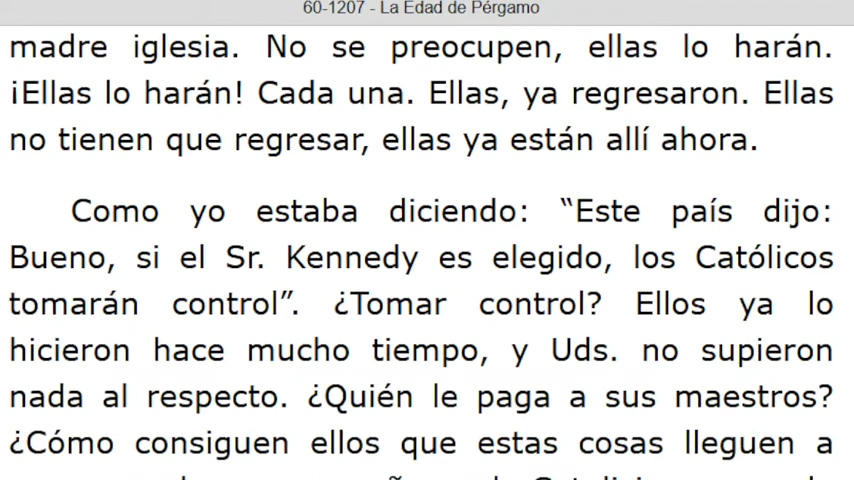 60-1207 - La Edad de Pérgamo
madre iglesia. No se preocupen, ellas lo harán.
¡Ellas lo harán! Cada una. Ellas, ya regresaron. Ellas
no tienen que regresar, ellas ya están allí ahora.
Como yo estaba diciendo: “Este país dijo:
Bueno, si el Sr. Kennedy es elegido, los Católicos
tomarán control”. ¿Tomar control? Ellos ya lo
hicieron hace mucho tiempo, y Uds. no supieron
nada al respecto. ¿Quién le paga a sus maestros?
¿Cómo consiguen ellos que estas cosas lleguen a